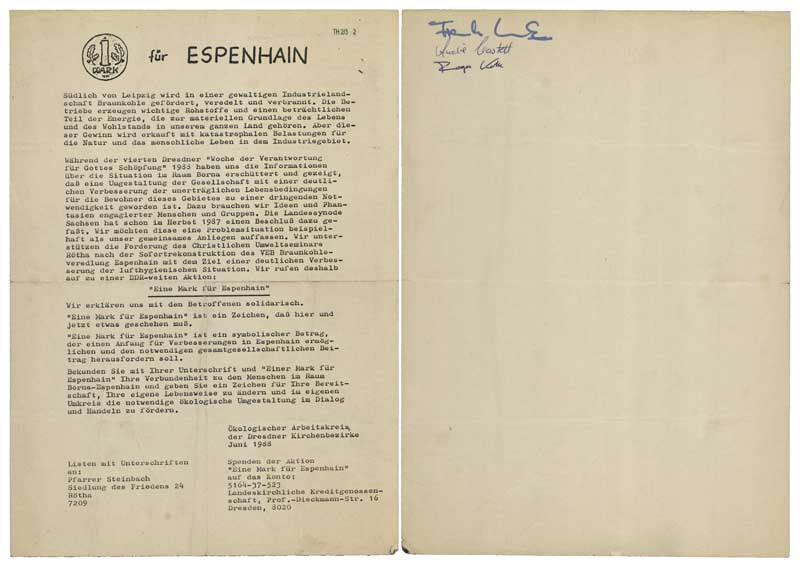 TH 2/3 2
1
MARK
für ESPENHAIN
Südlich von Leipzig wird in einer gewaltigen Industrieland-
schaft Braunkohle gefördert, veredelt und verbrannt. Die Be-
triebe erzeugen wichtige Rohstoffe und einen beträchtlichen
Teil der Energie, die zur materiellen Grundlage des Lebens
und des Wohlstands in unserem ganzen Land gehören. Aber die-
ser Gewinn wird erkauft mit katastrophalen Belastungen für
die Natur und das menschliche Leben in dem Industriegebiet.
Während der vierten Dresdner "Woche der Verantwortung
für Gottes Schöpfung" 1988 haben uns die Informationen
über die Situation im Raum Borna erschüttert und gezeigt,
daß eine Umgestaltung der Gesellschaft mit einer deutli-
chen Verbesserung der unerträglichen Lebensbedingungen
für die Bewohner dieses Gebietes zu einer dringenden Not-
wendigkeit geworden ist. Dazu brauchen wir Ideen und Phan-
tasien engagierter Menschen und Gruppen. Die Landessynode
Sachsen hat schon im Herbst 1987 einen Beschluß dazu ge-
faßt. Wir möchten diese eine Problemsituation beispiel-
haft als unser gemeinsames Anliegen auffassen. Wir unter-
stützen die Forderung des Christlichen Umweltseminars
Rötha nach der Sofortrekonstruktion des VEB Braunkohle-
veredlung Espenhain mit dem Ziel einer deutlichen Verbes-
serung der lufthygienischen Situation. Wir rufen deshalb
auf zu einer DDR-weiten Aktion:
"Eine Mark für Espenhain"
Wir erklären uns mit den Betroffenen solidarisch.
"Eine Mark für Espenhain" ist ein Zeichen, daß hier und
jetzt etwas geschehen muß.
"Eine Mark für Espenhain" ist ein symbolischer Betrag,
der einen Anfang für Verbesserungen in Espenhain ermög-
lichen und den notwendigen gesamtgesellschaftlichen Bei-
trag herausfordern soll.
Bekunden Sie mit Ihrer Unterschrift und "Einer Mark für
Espenhain" Ihre Verbundenheit zu den Menschen im Raum
Borna-Espenhain und geben Sie ein Zeichen für Ihre Bereit-
schaft, Ihre eigene Lebensweise zu ändern und im eigenen
Umkreis die notwendige ökologische Umgestaltung im Dialog
und Handeln zu fördern.
Ökologischer Arbeitskreis
der Dresdner Kirchenbezirke
Juni 1988
Listen mit Unterschriften
an:
Pfarrer Steinbach
Siedlung des Friedens 24
Rötha
7209
Spenden der Aktion
"Eine Mark für Espenhain"
auf das Konto:
5164-37-523
Landeskirchliche Kreditgenossen-
schaft, Prof.-Dieckmann-Str. 16
Dresden, 8020